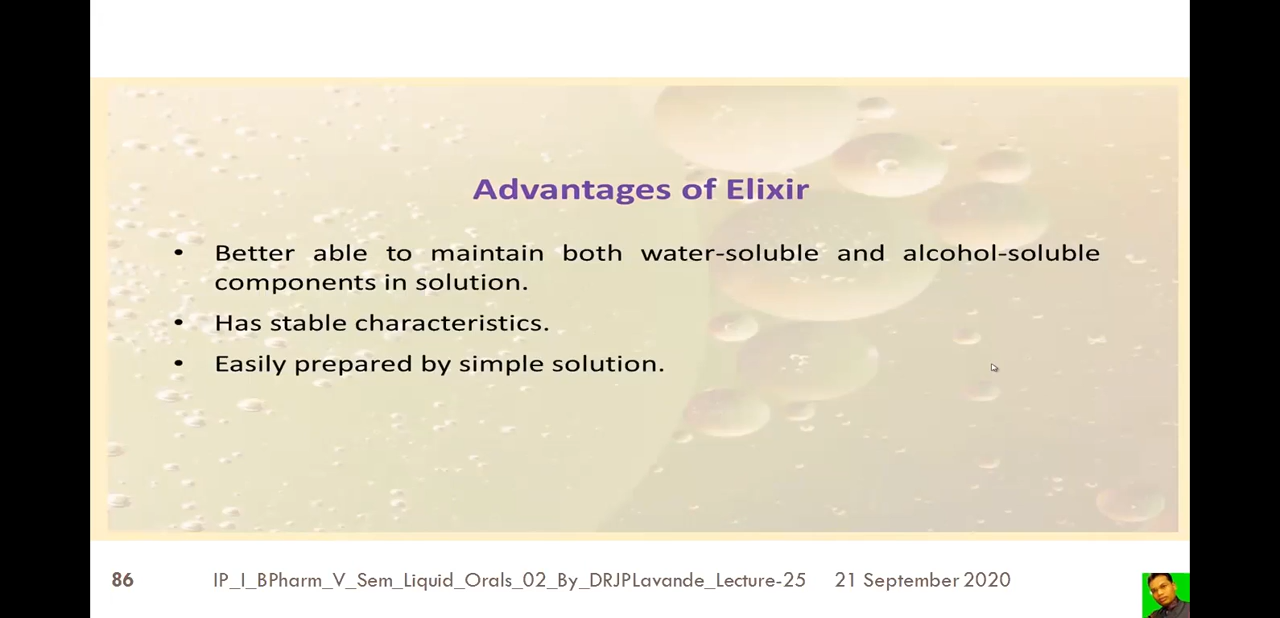 Advantages of Elixir
• Better able to maintain both water-soluble and alcohol-soluble
components in solution.
• Has stable characteristics.
• Easily prepared by simple solution.
86 IP_I_BPharm_V_Sem_Liquid_Orals_02_By_DRJPLavande_Lecture-25 21 September 2020